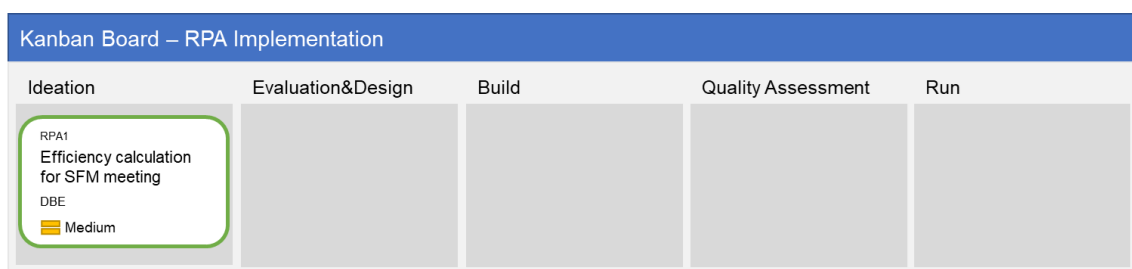 Kanban Board – RPA Implementation
Ideation
Evaluation&Design
Build
Quality Assessment
Run
RPA1
Efficiency calculation
for SFM meeting
DBE
Medium